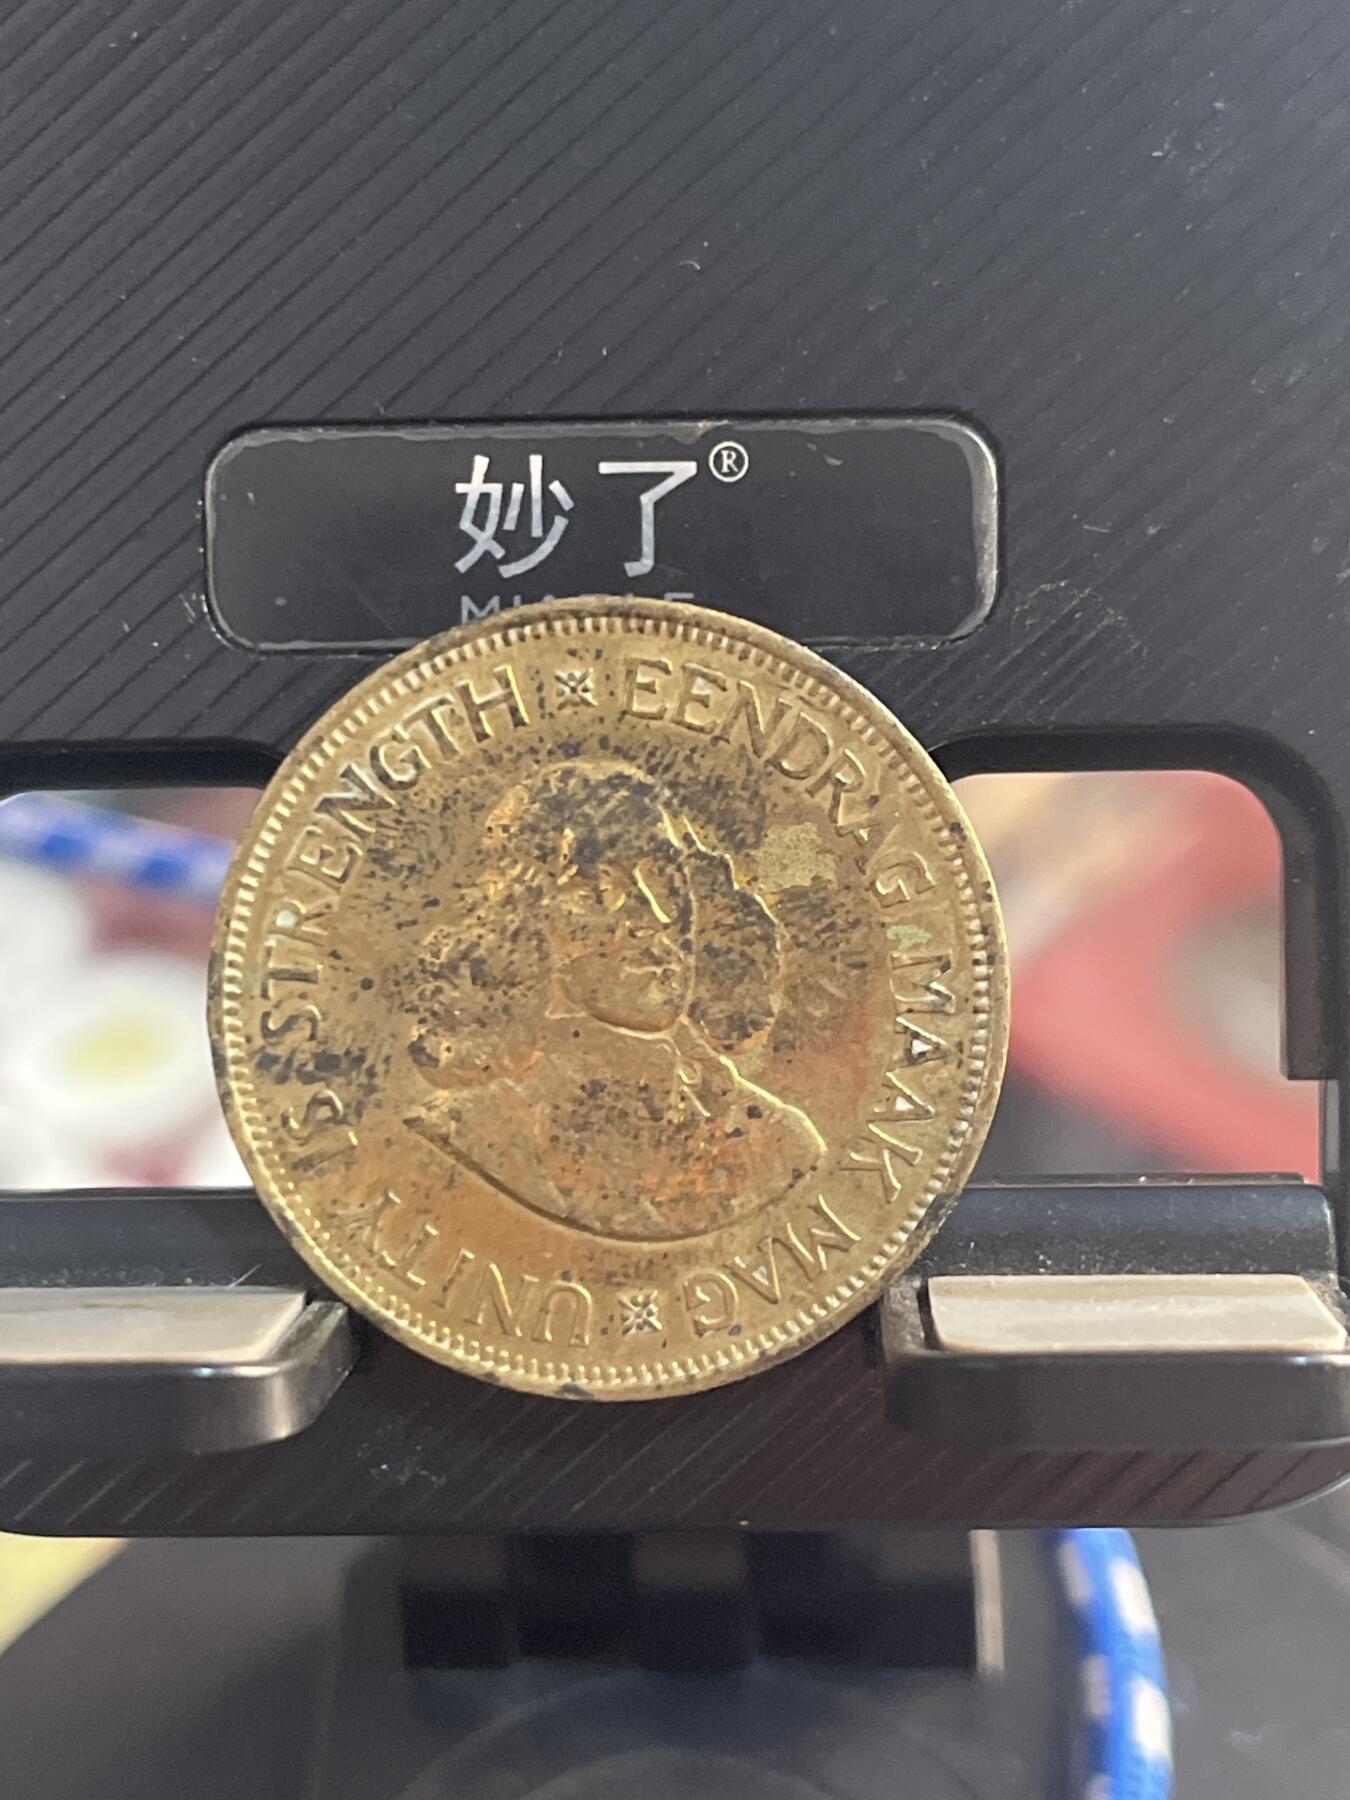 妙了®
UNITY IS STRENGTH
EENDRAG MAAK MAG